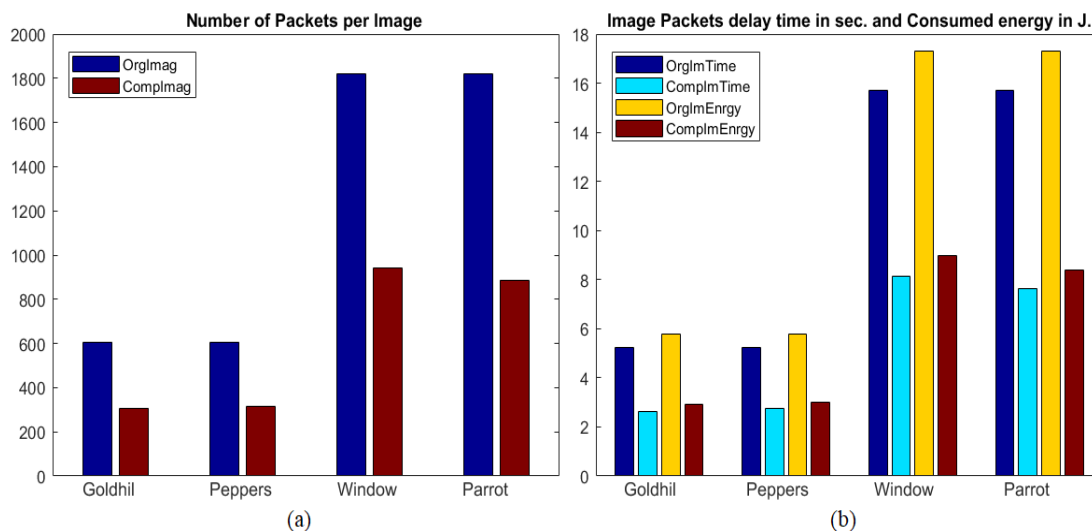 Number of Packets per Image
2000
1800
1600
1400
1200
1000
800
600
400
200
0
OrgImag
CompImag
Goldhil Peppers Window Parrot
(a)
Image Packets delay time in sec. and Consumed energy in J.
18
16
14
12
10
8
6
4
2
0
OrgImTime
CompImTime
OrgImEnrgy
CompImEnrgy
Goldhil Peppers Window Parrot
(b)